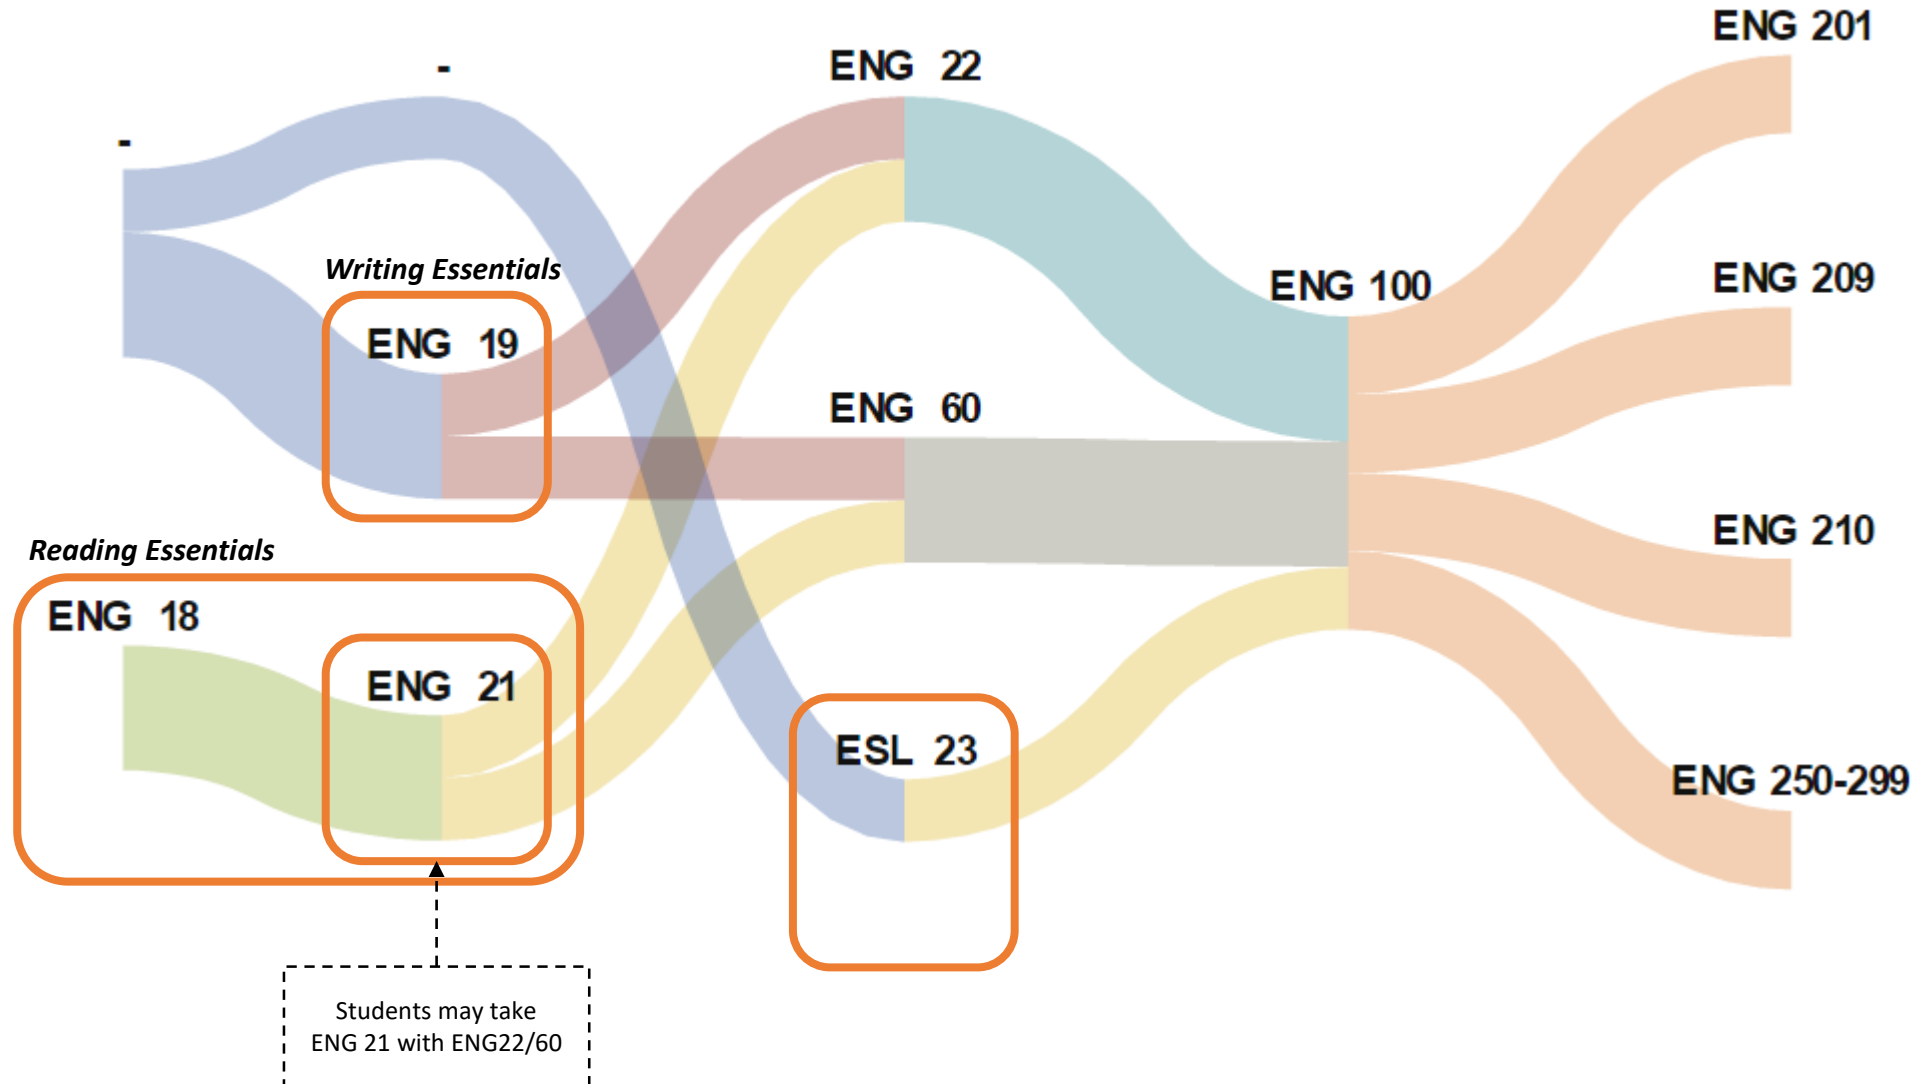 ENG 201
-
ENG 22
-
Writing Essentials
ENG 100
ENG 209
ENG 19
ENG 60
Reading Essentials
ENG 210
ENG 18
ENG 21
ESL 23
ENG 250-299
Students may take
ENG 21 with ENG22/60